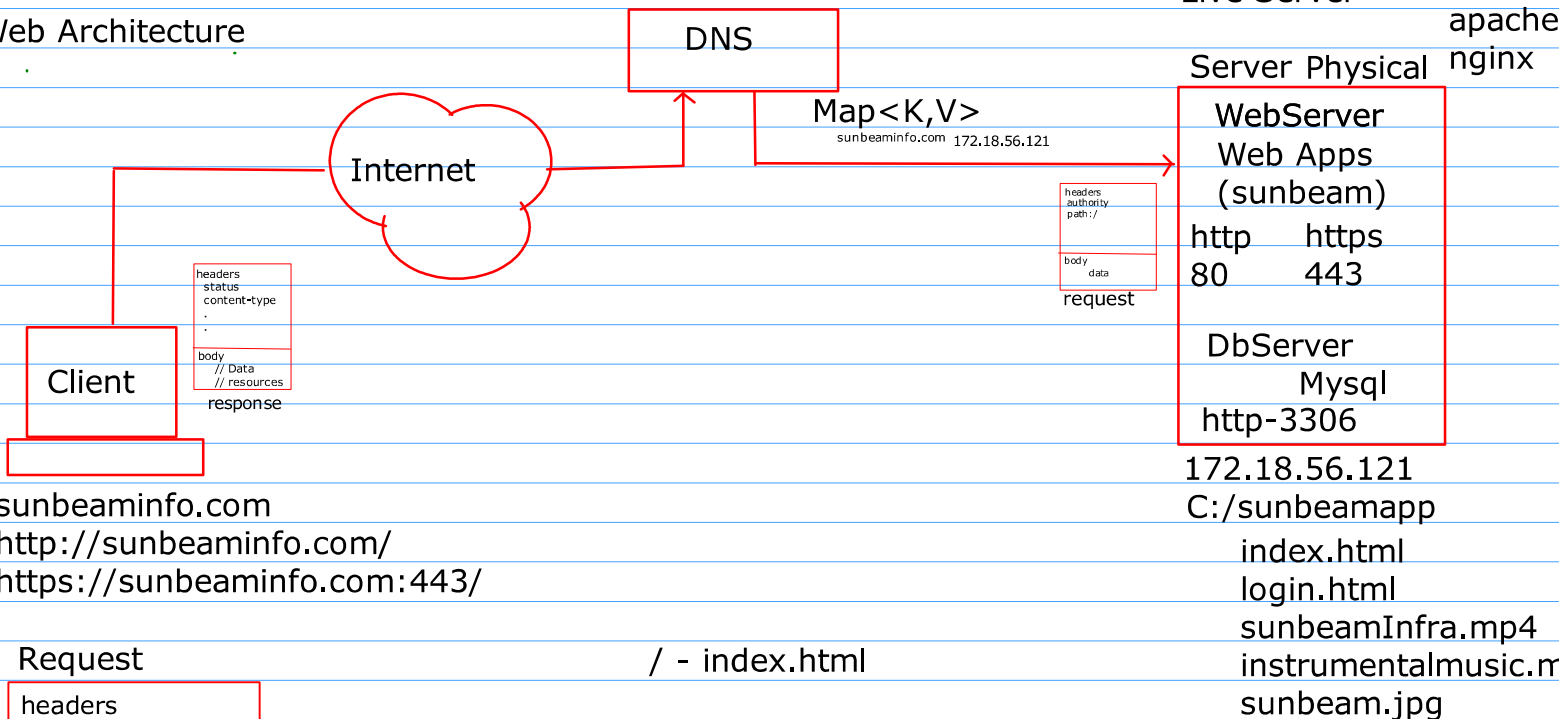 Web Architecture
DNS
apache
nginx
Server Physical
Map<K,V>
sunbeaminfo.com 172.18.56.121
Internet
WebServer
Web Apps
(sunbeam)
http https
80 443
DbServer
Mysql
http-3306
headers
authority
path:/
body
data
request
headers
status
content-type
.
.
body
// Data
// resources
response
Client
172.18.56.121
C:/sunbeamapp
index.html
login.html
sunbeamInfra.mp4
instrumentalmusic.m
sunbeam.jpg
sunbeaminfo.com
http://sunbeaminfo.com/
https://sunbeaminfo.com:443/
Request
/ - index.html
headers